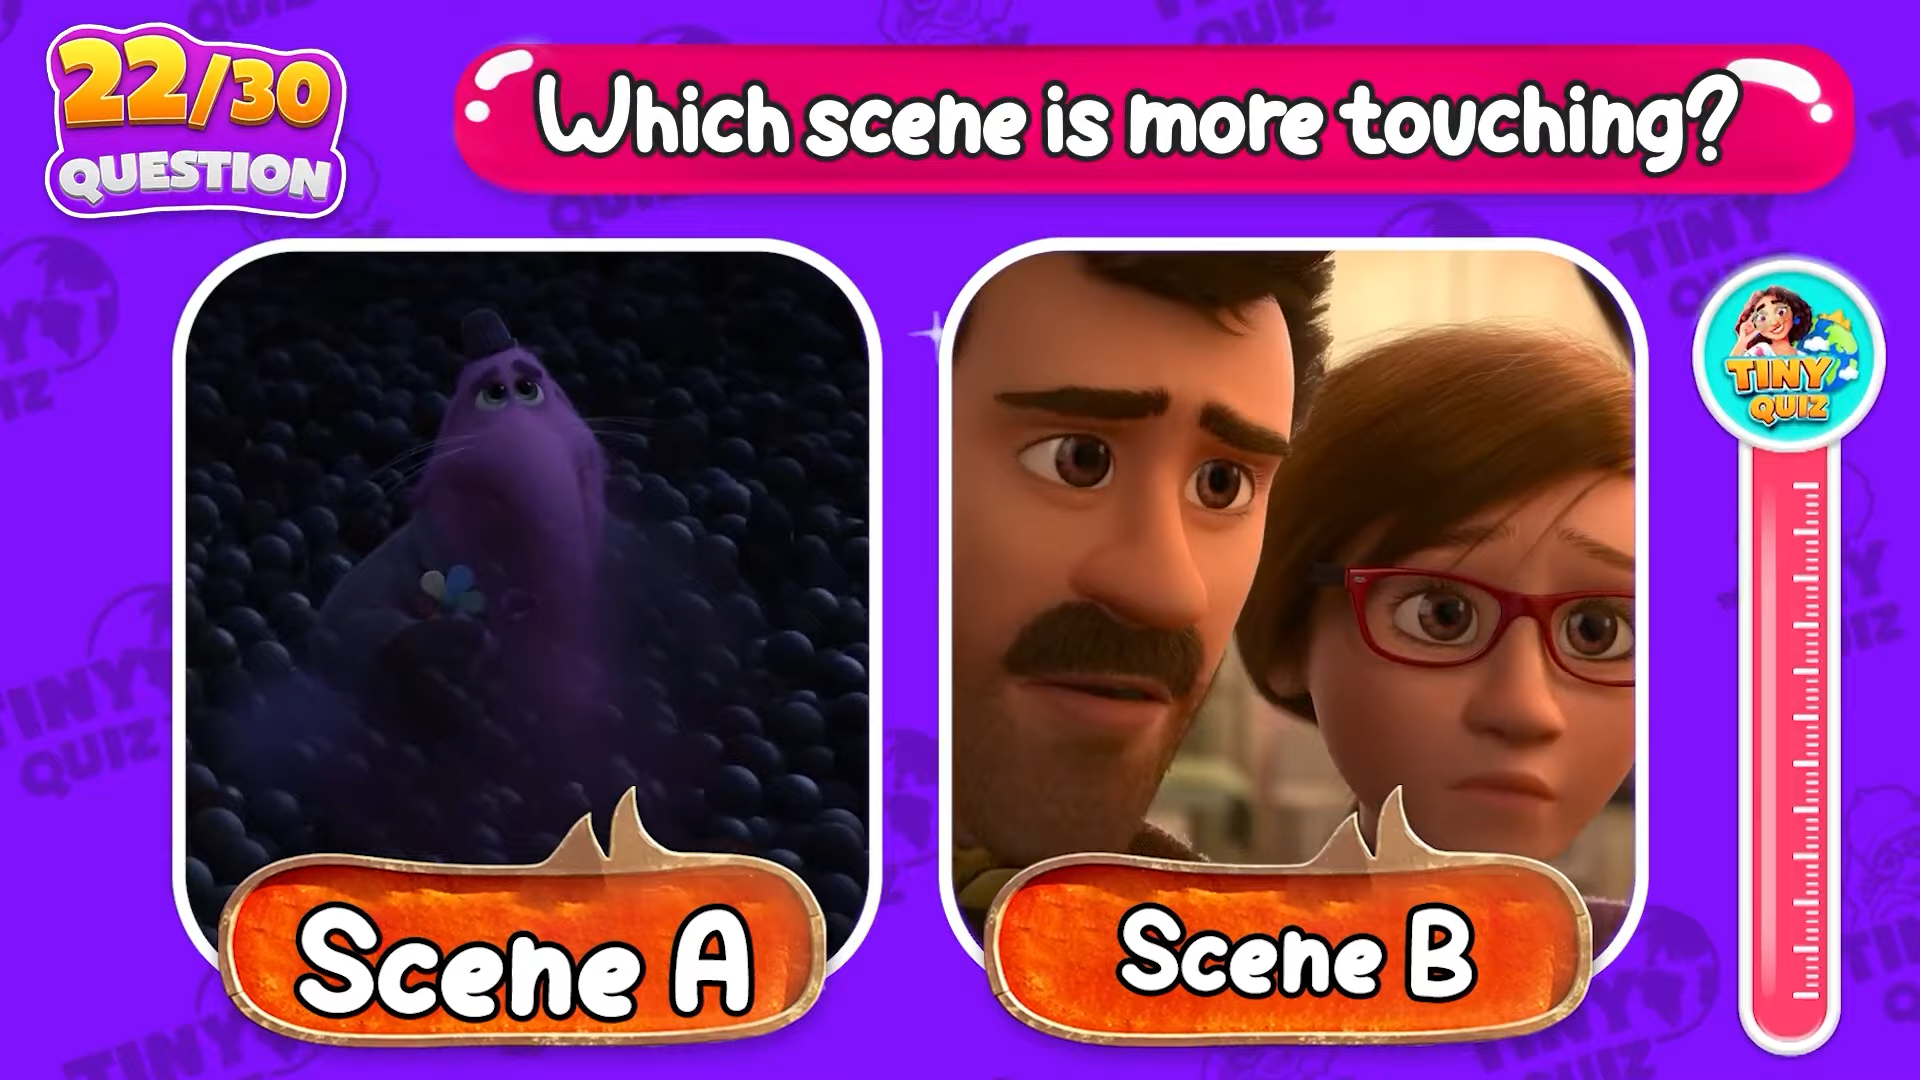 22/30
QUESTION
Which scene is more touching?
TINY
QUIZ
Scene A
Scene B